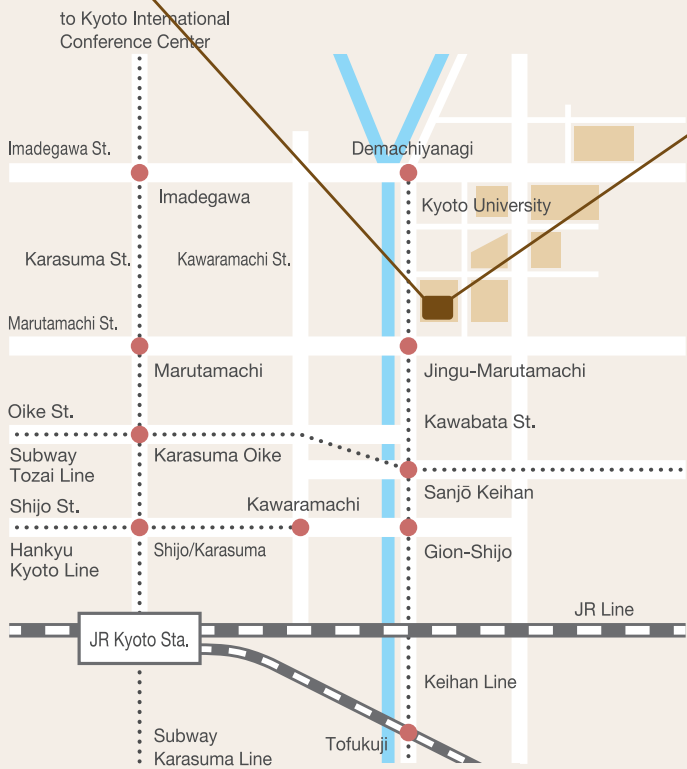 to Kyoto International
Conference Center
Imadegawa St.
Demachiyanagi
Imadegawa
Kyoto University
Karasuma St.
Kawaramachi St.
Marutamachi St.
Marutamachi
Jingu-Marutamachi
Oike St.
Kawabata St.
Subway
Tozai Line
Karasuma Oike
Sanjō Keihan
Shijo St.
Kawaramachi
Hankyu
Kyoto Line
Shijo/Karasuma
Gion-Shijo
JR Line
JR Kyoto Sta.
Keihan Line
Subway
Karasuma Line
Tofukuji